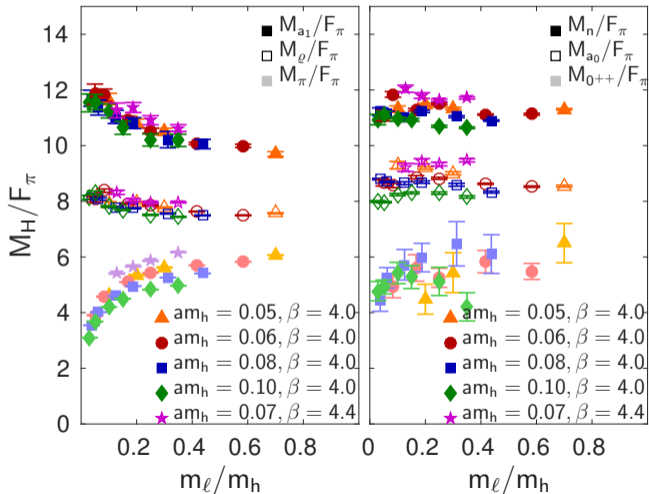 M_{a_1}/F_π
M_ϱ/F_π
M_π/F_π
M_n/F_π
M_{a_0}/F_π
M_{0++}/F_π
M_H/F_π
14
12
10
8
6
4
2
0
am_h = 0.05, β = 4.0
am_h = 0.06, β = 4.0
am_h = 0.08, β = 4.0
am_h = 0.10, β = 4.0
am_h = 0.07, β = 4.4
am_h = 0.05, β = 4.0
am_h = 0.06, β = 4.0
am_h = 0.08, β = 4.0
am_h = 0.10, β = 4.0
am_h = 0.07, β = 4.4
0.2 0.4 0.6 0.8
0 0.2 0.4 0.6 0.8
m_ℓ/m_h
m_ℓ/m_h